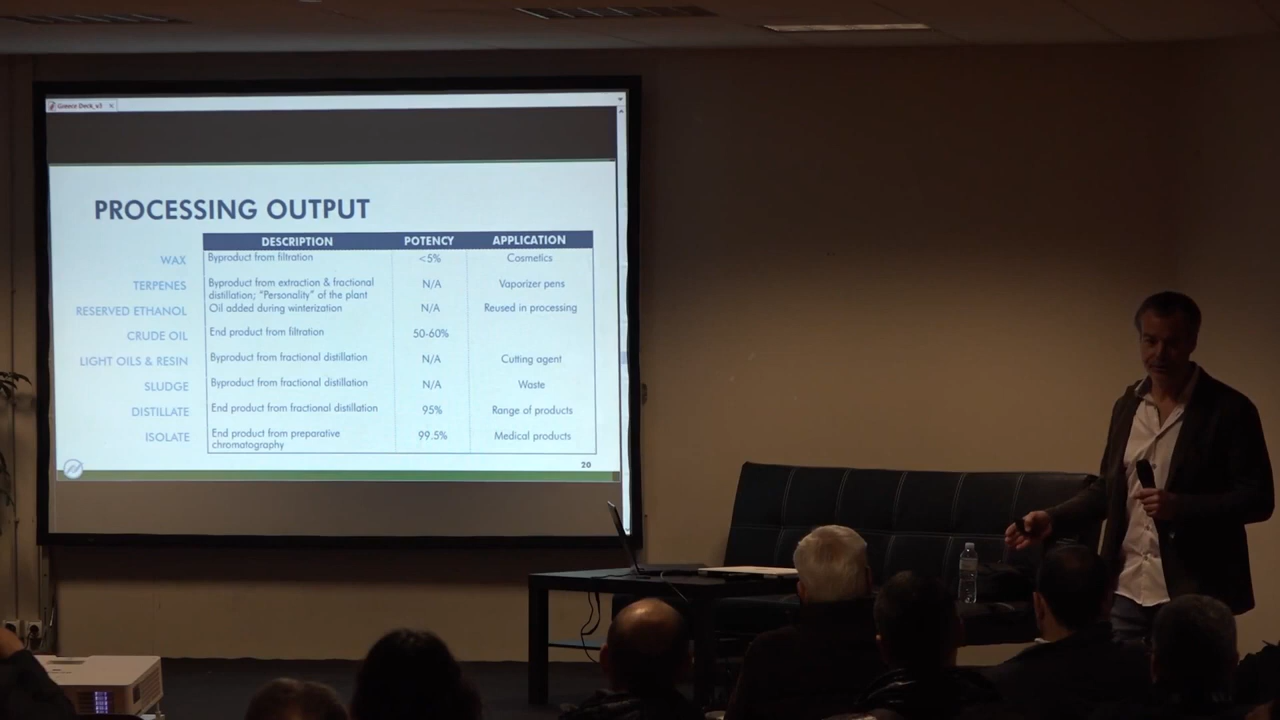 Greece Deck_v3
PROCESSING OUTPUT
DESCRIPTION POTENCY APPLICATION
WAX Byproduct from filtration <5% Cosmetics
TERPENES Byproduct from extraction & fractional distillation; "Personality" of the plant N/A Vaporizer pens
RESERVED ETHANOL Oil added during winterization N/A Reused in processing
CRUDE OIL End product from filtration 50-60%
LIGHT OILS & RESIN Byproduct from fractional distillation N/A Cutting agent
SLUDGE Byproduct from fractional distillation N/A Waste
DISTILLATE End product from fractional distillation 95% Range of products
ISOLATE End product from preparative chromatography 99.5% Medical products
20